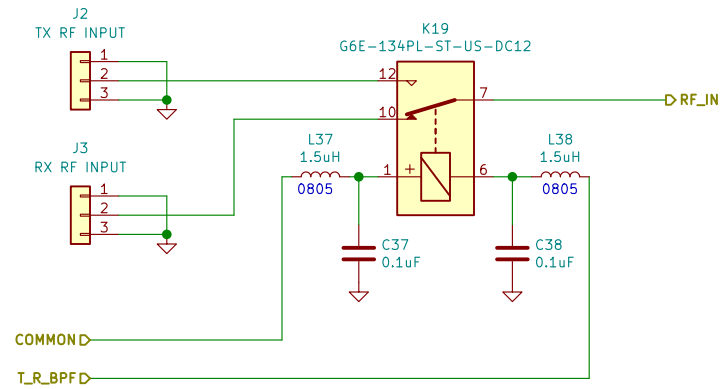 J2
TX RF INPUT
1
2
3
K19
G6E-134PL-ST-US-DC12
12
10
7
RF_IN
J3
RX RF INPUT
1
2
3
L37
1.5uH
0805
1
+
6
L38
1.5uH
0805
C37
0.1uF
C38
0.1uF
COMMON
T_R_BPF